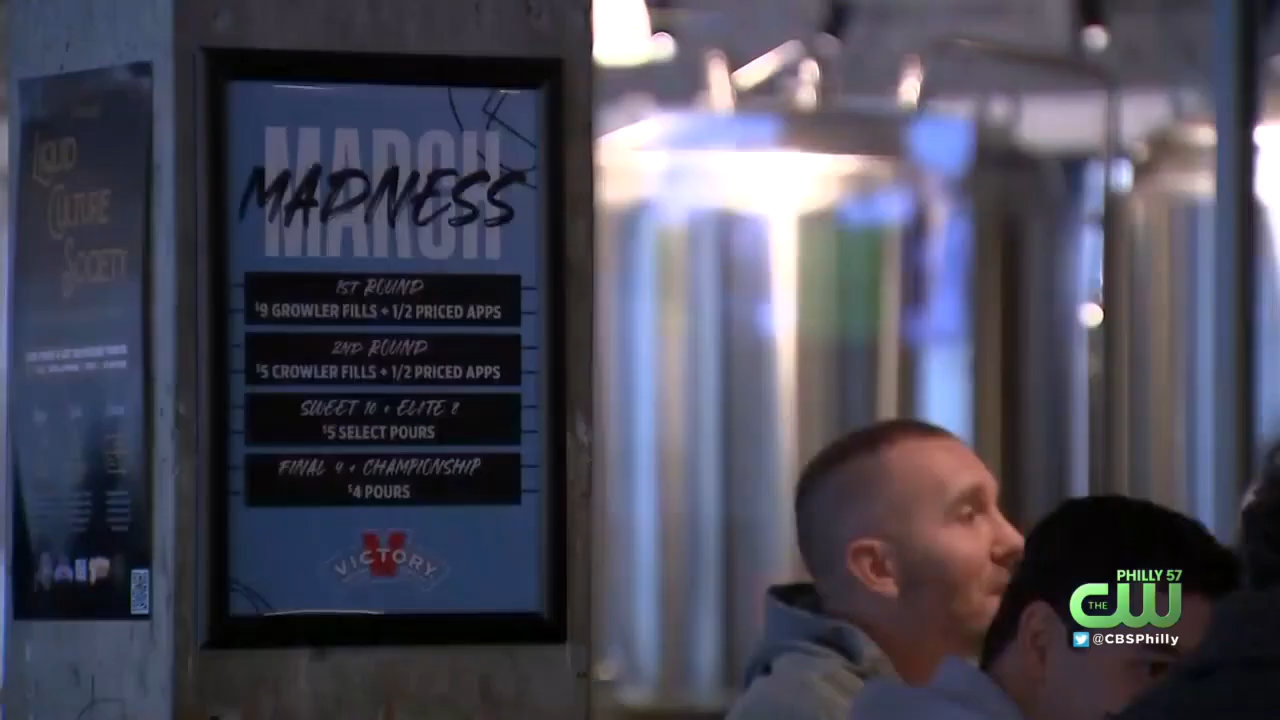 LIQUID
CULTURE
SOCIETY
MARCH
MADNESS
1ST ROUND
$9 GROWLER FILLS + 1/2 PRICED APPS
2ND ROUND
$5 CROWLER FILLS + 1/2 PRICED APPS
SWEET 16 + ELITE 8
$5 SELECT POURS
FINAL 4 + CHAMPIONSHIP
$4 POURS
V
VICTORY
PHILLY 57
THE CW
@CBSPhilly